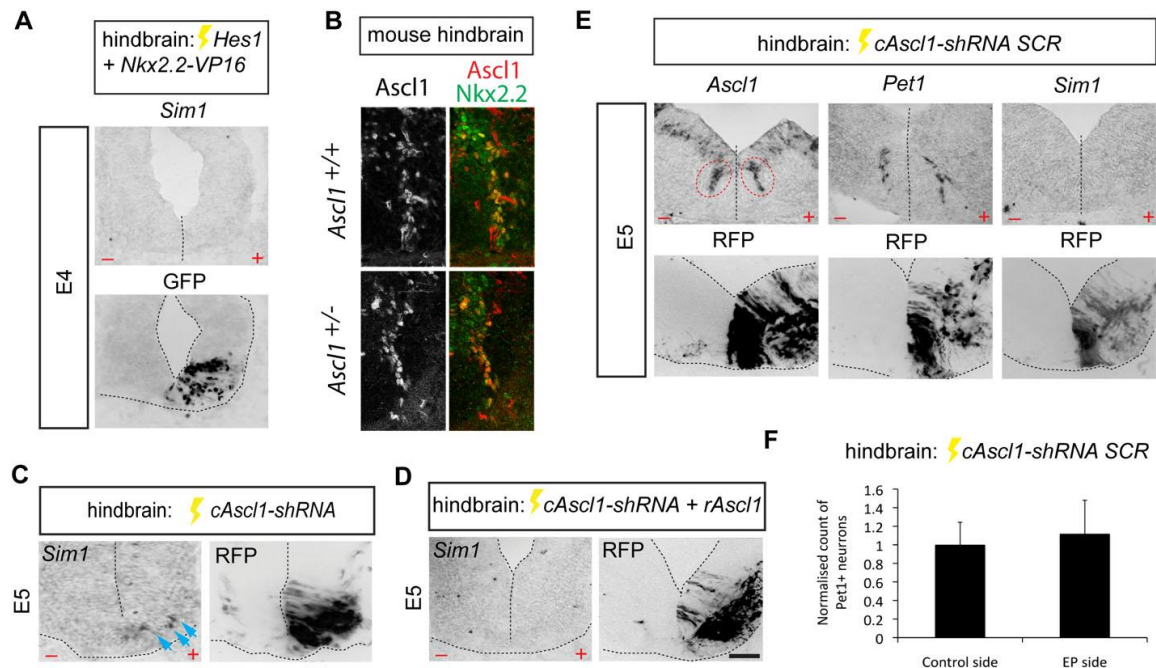 A
hindbrain: Hes1
+ Nkx2.2-VP16
Sim1
E4
–
+
GFP
B
mouse hindbrain
Ascl1
Ascl1
Nkx2.2
Ascl1 +/+
Ascl1 +/-
C
hindbrain: cAscl1-shRNA
E5
Sim1
–
+
RFP
D
hindbrain: cAscl1-shRNA + rAscl1
E5
Sim1
–
+
RFP
E
hindbrain: cAscl1-shRNA SCR
Ascl1
Pet1
Sim1
E5
–
+
–
+
–
+
RFP
RFP
RFP
F
hindbrain: cAscl1-shRNA SCR
Normalised count of
Pet1+ neurrons
1.6
1.4
1.2
1
0.8
0.6
0.4
0.2
0
Control side
EP side